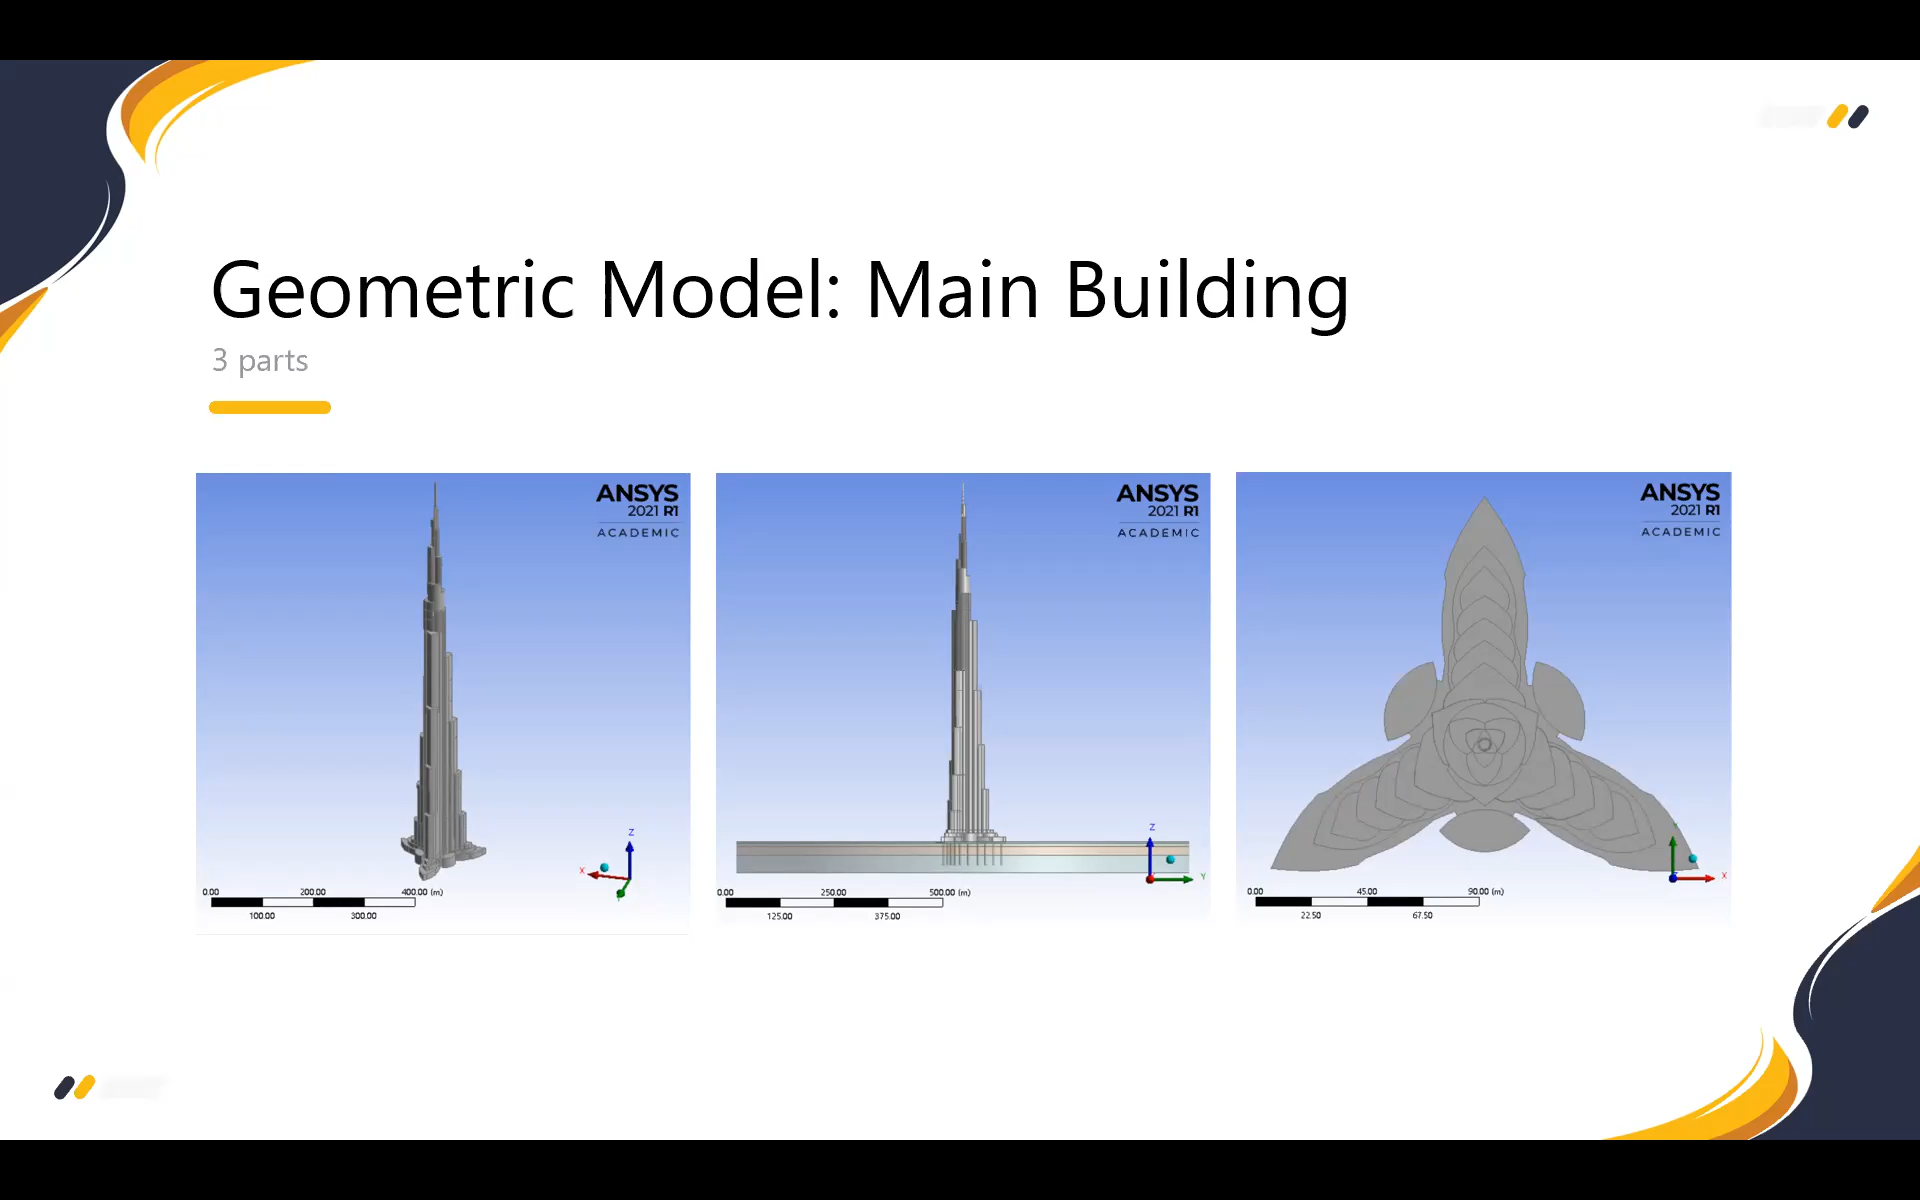 Geometric Model: Main Building
3 parts
ANSYS
2021 R1
ACADEMIC
Z
X
Y
0.00 200.00 400.00 (m)
100.00 300.00
ANSYS
2021 R1
ACADEMIC
Z
Y
0.00 250.00 500.00 (m)
125.00 375.00
ANSYS
2021 R1
ACADEMIC
X
0.00 45.00 90.00 (m)
22.50 67.50